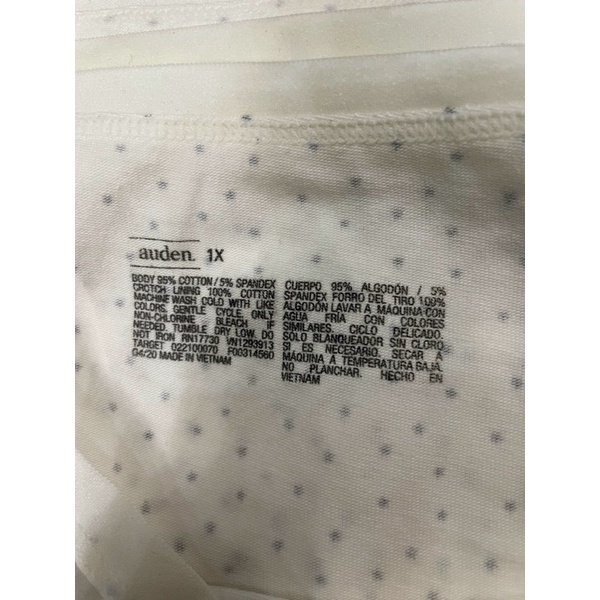 auden. 1X
BODY 95% COTTON / 5% SPANDEX
CROTCH LINING 100% COTTON
MACHINE WASH COLD WITH LIKE
COLORS, GENTLE CYCLE, ONLY
NON-CHLORINE BLEACH IF
NEEDED, TUMBLE DRY LOW, DO
NOT IRON RN17730 VN1293913
TARGET 022100070 F00314560
G4/20 MADE IN VIETNAM
CUERPO 95% ALGODÓN / 5%
SPANDEX FORRO DEL TIRO 100%
ALGODÓN LAVAR A MÁQUINA CON
AGUA FRÍA CON COLORES
SIMILARES. CICLO DELICADO.
SÓLO BLANQUEADOR SIN CLORO
SI ES NECESARIO. SECAR A
MÁQUINA A TEMPERATURA BAJA.
NO PLANCHAR. HECHO EN
VIETNAM